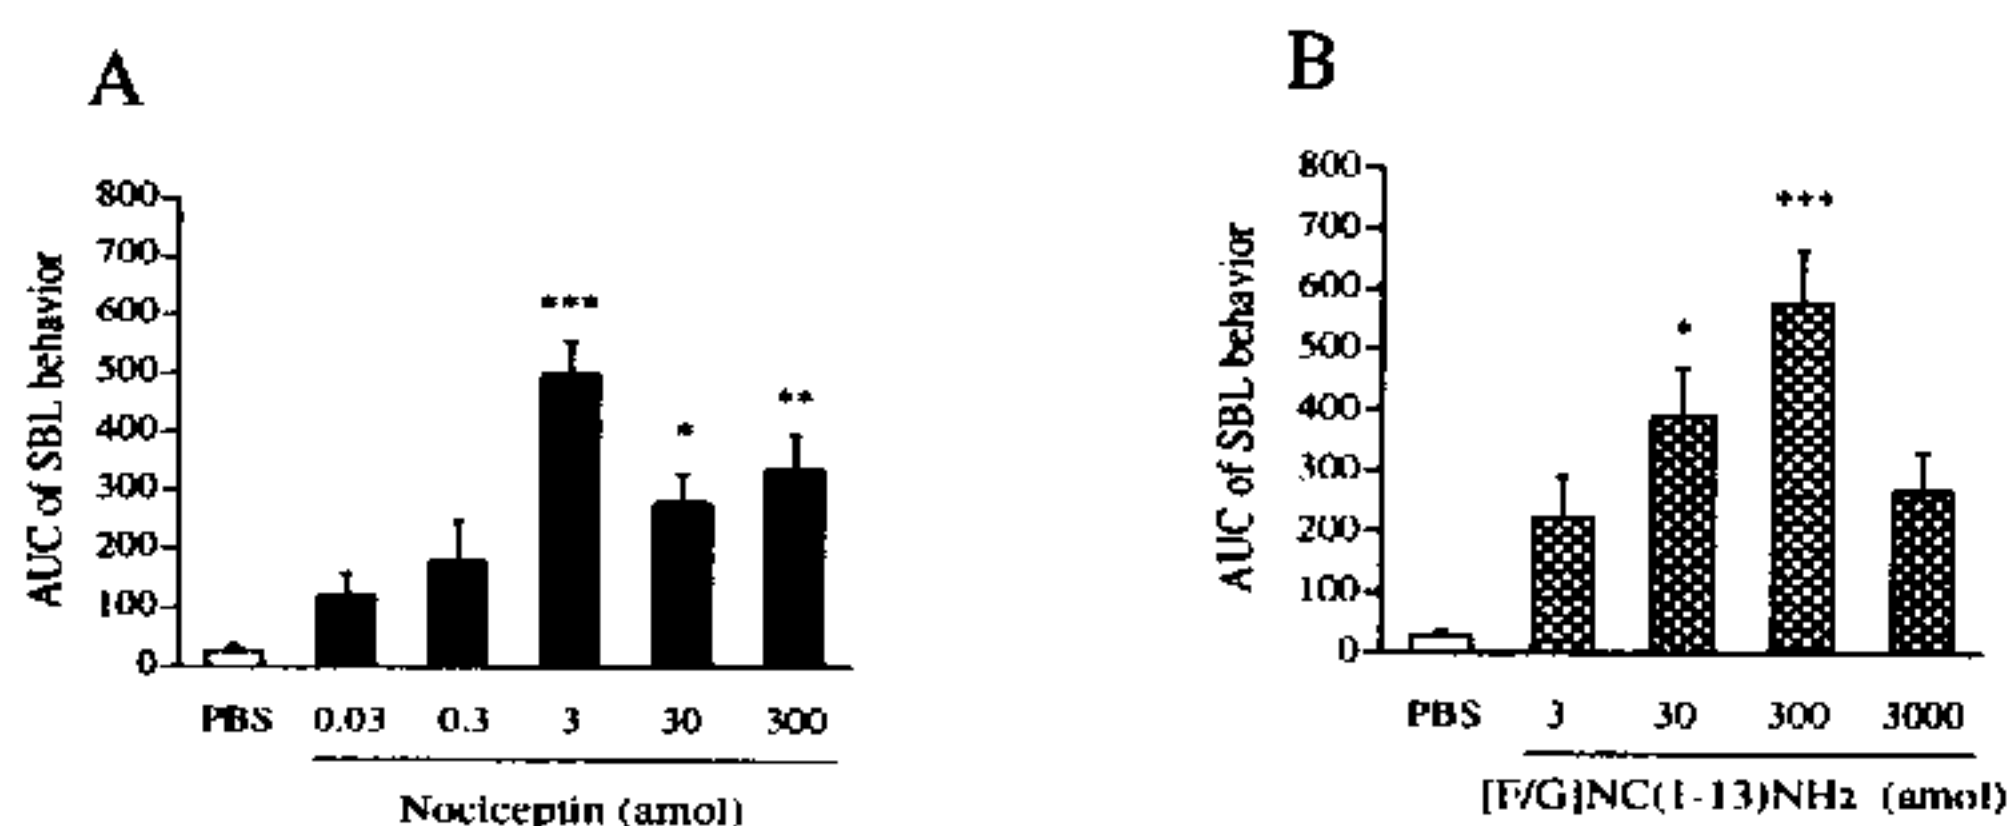 A
AUC of SBL behavior
800
700
600
500
400
300
200
100
0
***
*
**
PBS 0.03 0.3 3 30 300
Nociceptin (amol)
B
AUC of SBL behavior
800
700
600
500
400
300
200
100
0
*
***
PBS 3 30 300 3000
[F/G]NC(1-13)NH2 (amol)